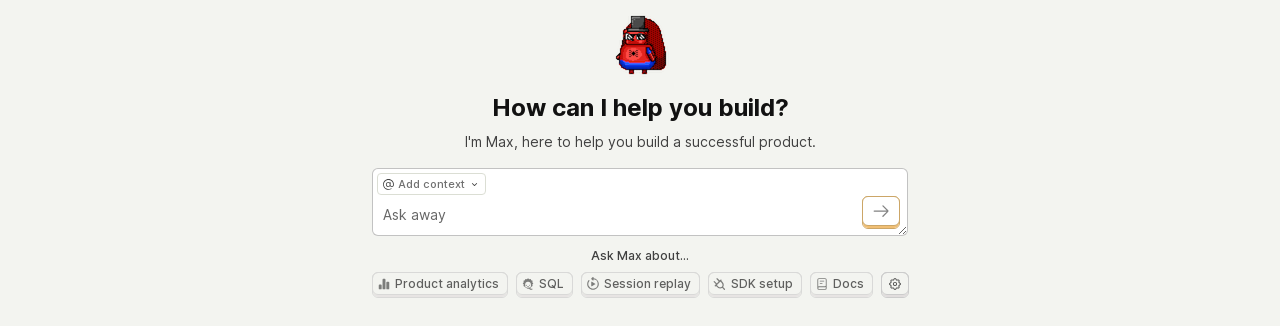 How can I help you build?
I'm Max, here to help you build a successful product.
@ Add context
Ask away
Ask Max about...
Product analytics SQL Session replay SDK setup Docs